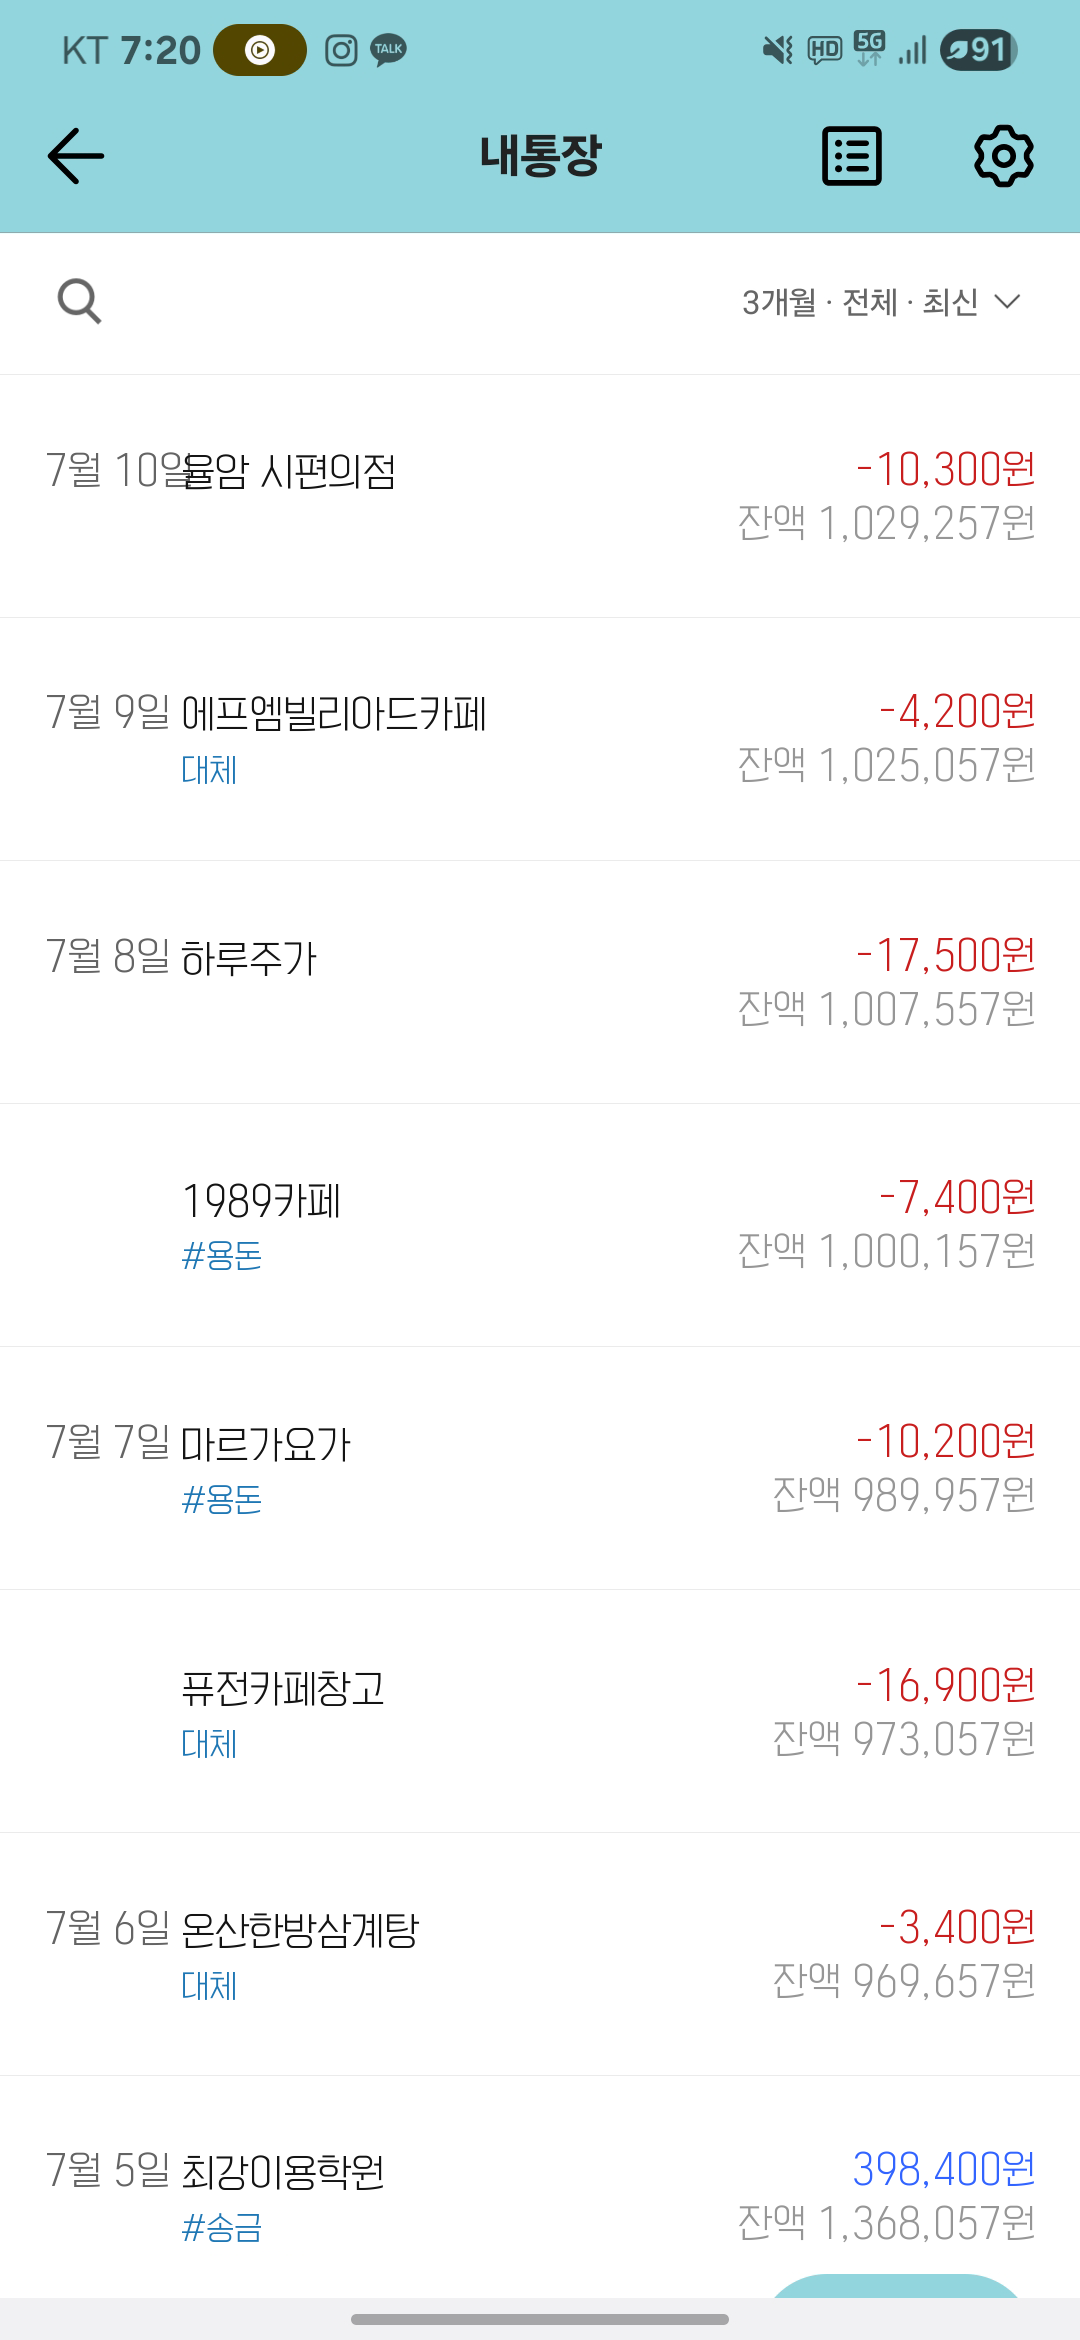 KT 7:20 TALK HD 5G 91
내통장
3개월 · 전체 · 최신
7월 10일 율암 시편의점 -10,300원
잔액 1,029,257원
7월 9일 에프엠빌리아드카페 -4,200원
대체 잔액 1,025,057원
7월 8일 하루주가 -17,500원
잔액 1,007,557원
1989카페 -7,400원
#용돈 잔액 1,000,157원
7월 7일 마르가요가 -10,200원
#용돈 잔액 989,957원
퓨전카페창고 -16,900원
대체 잔액 973,057원
7월 6일 온산한방삼계탕 -3,400원
대체 잔액 969,657원
7월 5일 최강이용학원 398,400원
#송금 잔액 1,368,057원